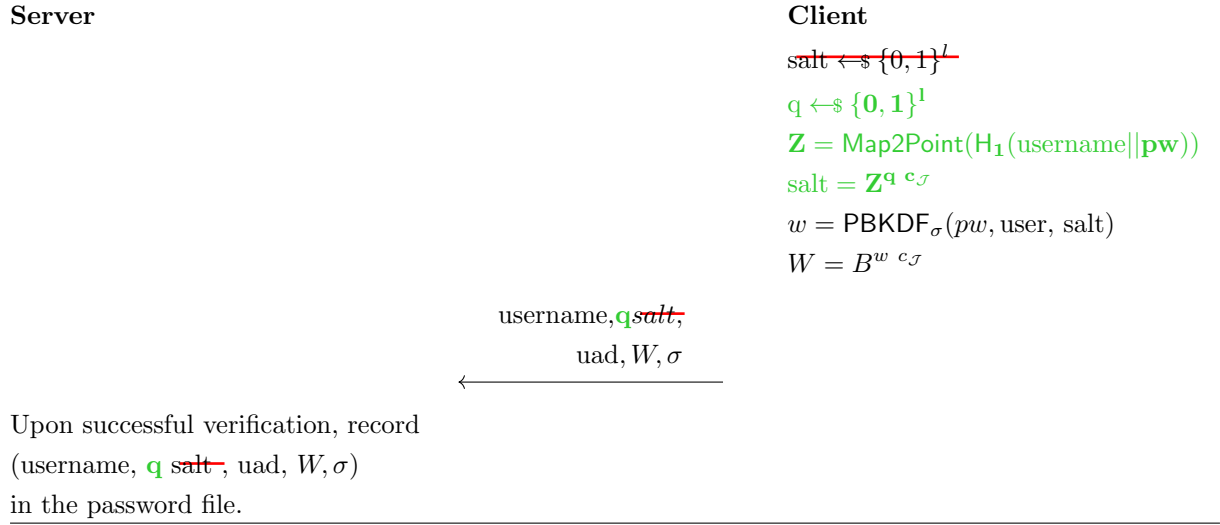 Server
Client
salt ←$ {0, 1}^l
q ←$ {0, 1}^l
Z = Map2Point(H_1(username||pw))
salt = Z^{q c_𝒥}
w = PBKDF_σ(pw, user, salt)
W = B^{w c_𝒥}
username,qsalt,
uad, W, σ
Upon successful verification, record
(username, q salt , uad, W, σ)
in the password file.